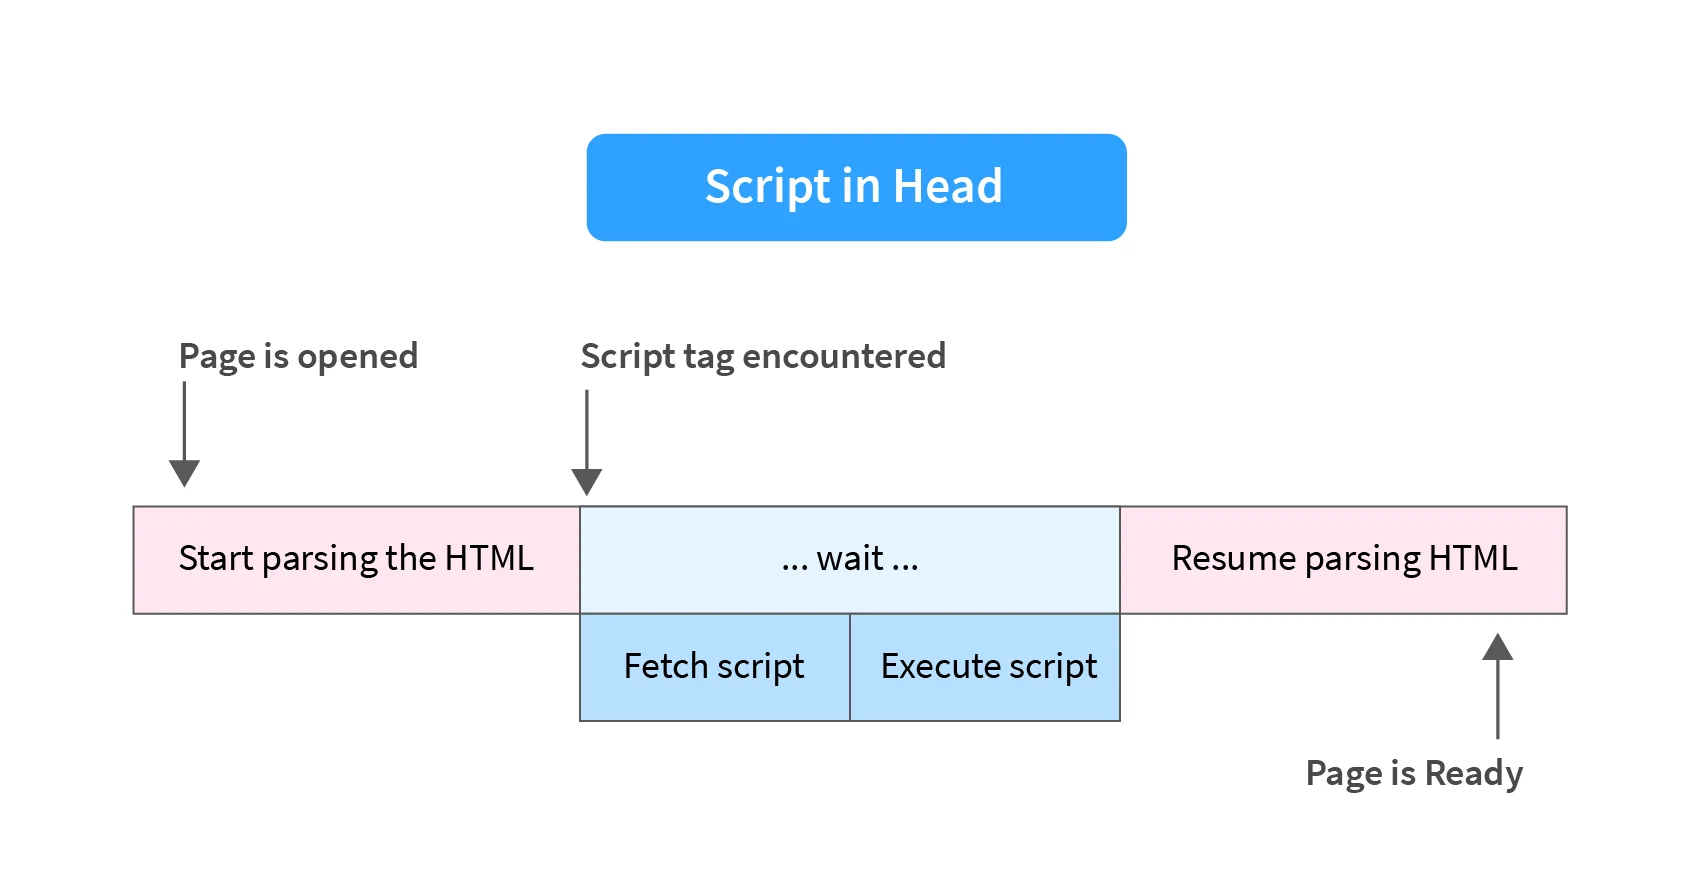 Script in Head
Page is opened
Script tag encountered
Start parsing the HTML
... wait ...
Resume parsing HTML
Fetch script
Execute script
Page is Ready